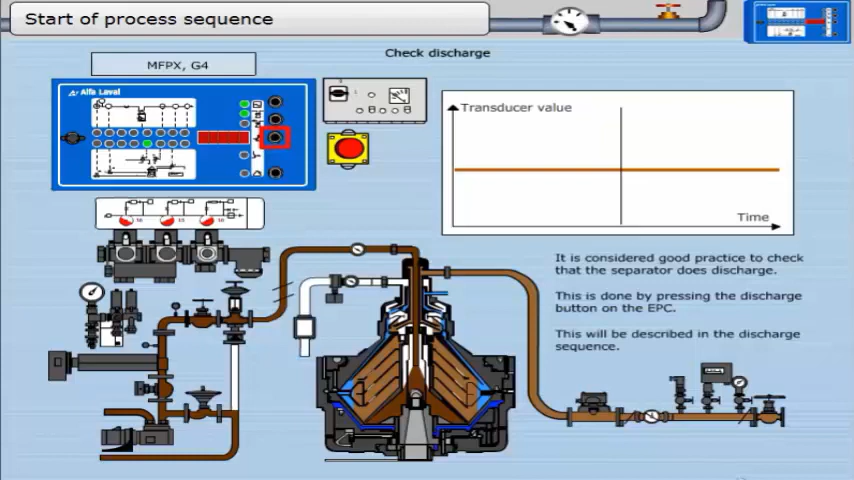 Start of process sequence
Check discharge
MFPX, G4
Alfa Laval
Transducer value
Time
It is considered good practice to check
that the separator does discharge.
This is done by pressing the discharge
button on the EPC.
This will be described in the discharge
sequence.